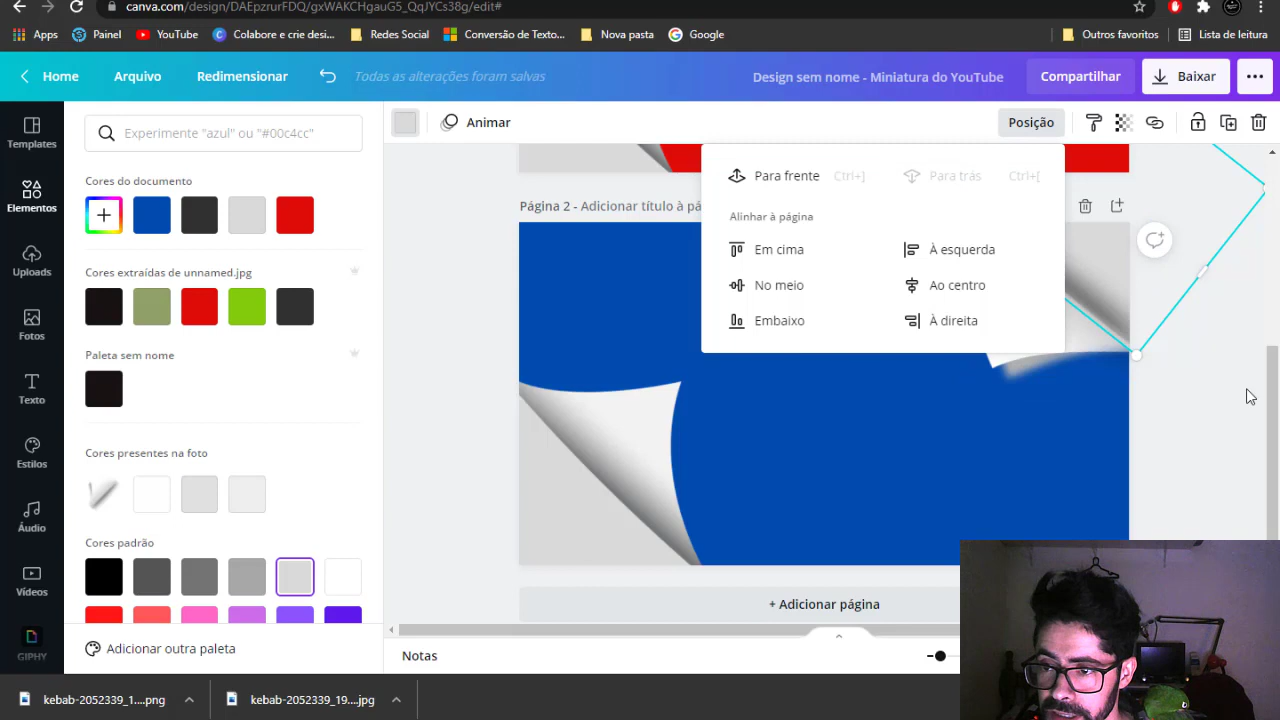 canva.com/design/DAEpzrurFDQ/gxWAKCHgauG5_QqJYCs38g/edit#
Apps Painel YouTube Colabore e crie desi... Redes Social Conversão de Texto... Nova pasta Google Outros favoritos Lista de leitura
Home Arquivo Redimensionar Todas as alterações foram salvas Design sem nome - Miniatura do YouTube Compartilhar Baixar
Templates
Elementos
Uploads
Fotos
Texto
Estilos
Áudio
Vídeos
GIPHY
Experimente "azul" ou "#00c4cc"
Cores do documento
Cores extraídas de unnamed.jpg
Paleta sem nome
Cores presentes na foto
Cores padrão
Adicionar outra paleta
Animar
Posição
Para frente Ctrl+] Para trás Ctrl+[
Alinhar à página
Em cima À esquerda
No meio Ao centro
Embaixo À direita
Página 2 - Adicionar título à pá
+ Adicionar página
Notas
kebab-2052339_1....png
kebab-2052339_19....jpg